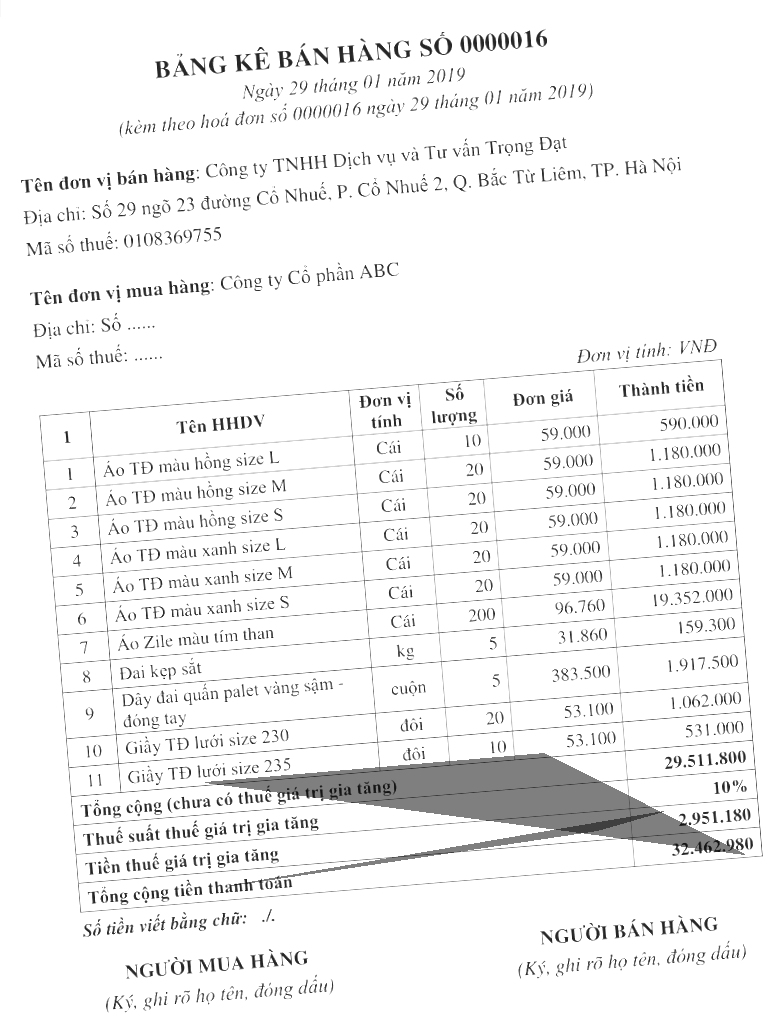 BẢNG KÊ BÁN HÀNG SỐ 0000016
Ngày 29 tháng 01 năm 2019
(kèm theo hoá đơn số 0000016 ngày 29 tháng 01 năm 2019)
Tên đơn vị bán hàng: Công ty TNHH Dịch vụ và Tư vấn Trọng Đạt
Địa chỉ: Số 29 ngõ 23 đường Cổ Nhuế, P. Cổ Nhuế 2, Q. Bắc Từ Liêm, TP. Hà Nội
Mã số thuế: 0108369755
Tên đơn vị mua hàng: Công ty Cổ phần ABC
Địa chỉ: Số ......
Mã số thuế: ......
Đơn vị tính: VNĐ
1 Tên HHDV Đơn vị tính Số lượng Đơn giá Thành tiền
1 Áo TĐ màu hồng size L Cái 10 59.000 590.000
2 Áo TĐ màu hồng size M Cái 20 59.000 1.180.000
3 Áo TĐ màu hồng size S Cái 20 59.000 1.180.000
4 Áo TĐ màu xanh size L Cái 20 59.000 1.180.000
5 Áo TĐ màu xanh size M Cái 20 59.000 1.180.000
6 Áo TĐ màu xanh size S Cái 20 59.000 1.180.000
7 Áo Zile màu tím than Cái 200 96.760 19.352.000
8 Đai kẹp sắt kg 5 31.860 159.300
9 Dây đai quấn palet vàng sậm - đóng tay cuộn 5 383.500 1.917.500
10 Giầy TĐ lưới size 230 đôi 20 53.100 1.062.000
11 Giầy TĐ lưới size 235 đôi 10 53.100 531.000
Tổng cộng (chưa có thuế giá trị gia tăng) 29.511.800
Thuế suất thuế giá trị gia tăng 10%
Tiền thuế giá trị gia tăng 2.951.180
Tổng cộng tiền thanh toán 32.462.980
Số tiền viết bằng chữ: ./.
NGƯỜI MUA HÀNG NGƯỜI BÁN HÀNG
(Ký, ghi rõ họ tên, đóng dấu) (Ký, ghi rõ họ tên, đóng dấu)